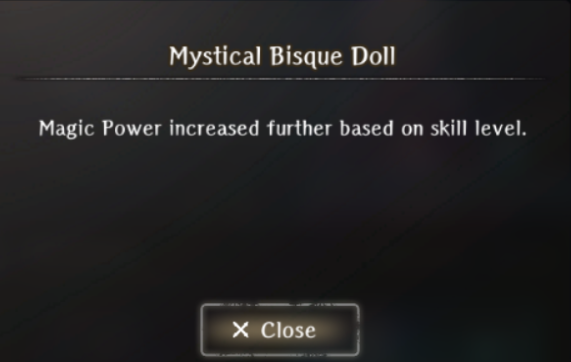 Mystical Bisque Doll
Magic Power increased further based on skill level.
✕ Close